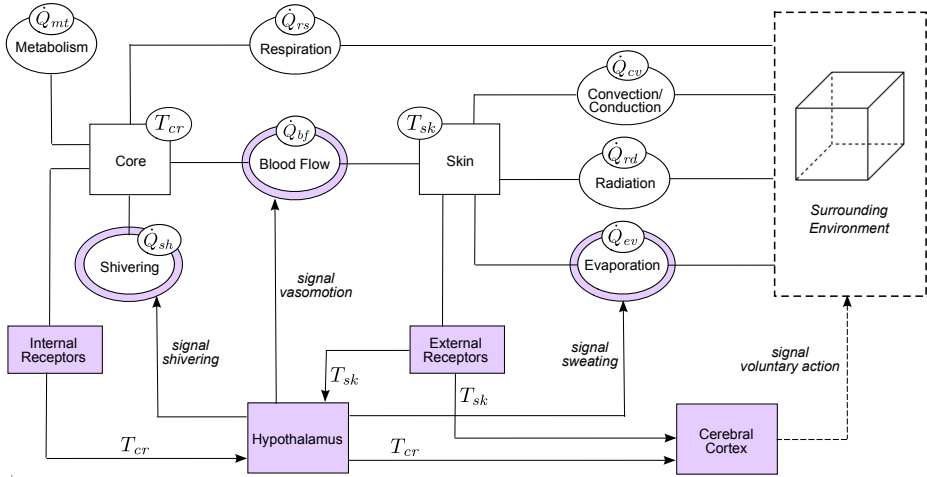 Q̇mt
Metabolism
Q̇rs
Respiration
Q̇cv
Convection/
Conduction
Tcr
Core
Q̇bf
Blood Flow
Tsk
Skin
Q̇rd
Radiation
Surrounding
Environment
Q̇sh
Shivering
Q̇ev
Evaporation
signal
vasomotion
Internal
Receptors
signal
shivering
External
Receptors
signal
sweating
signal
voluntary action
Tsk
Tsk
Hypothalamus
Cerebral
Cortex
Tcr
Tcr